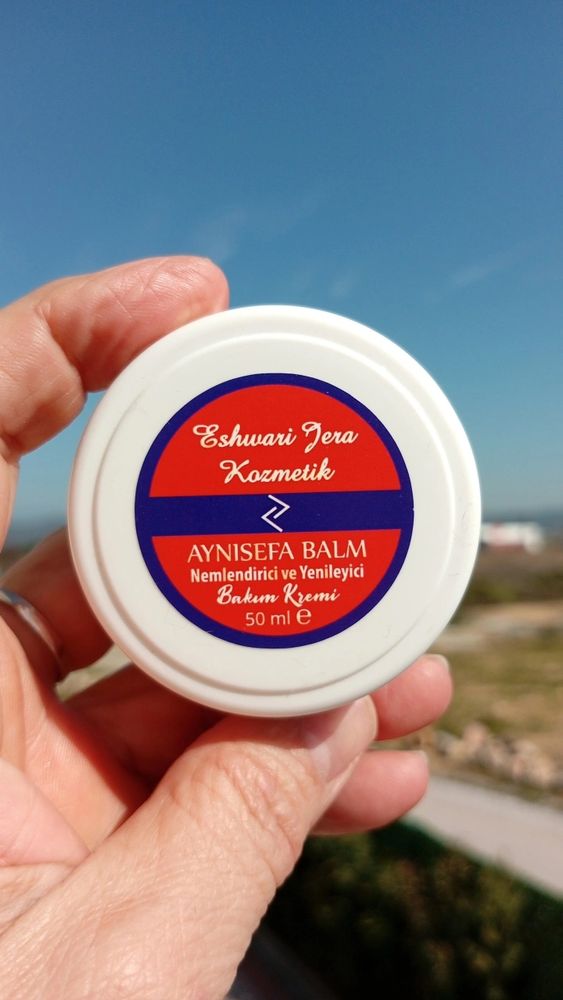 Eshwari Jera
Kozmetik
AYNISEFA BALM
Nemlendirici ve Yenileyici
Bakım Kremi
50 ml ℮